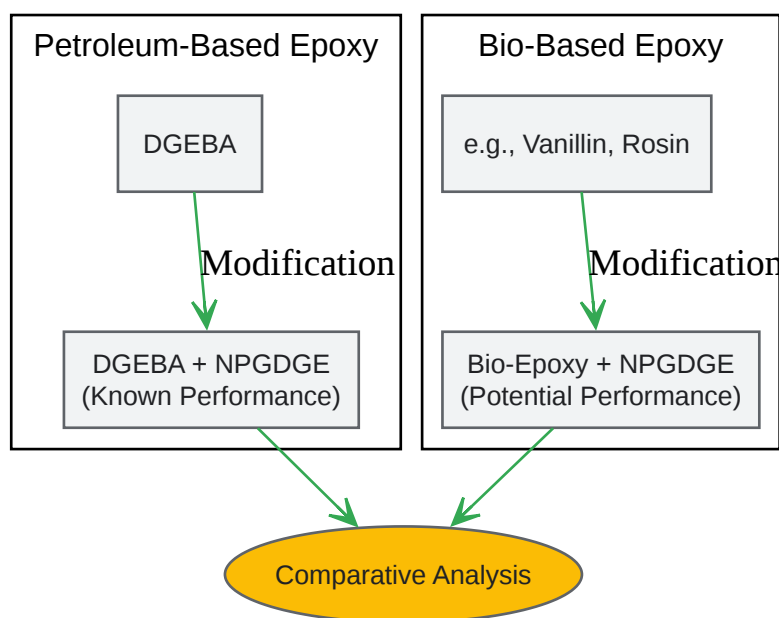 Petroleum-Based Epoxy
DGEBA
Modification
DGEBA + NPGDGE
(Known Performance)
Bio-Based Epoxy
e.g., Vanillin, Rosin
Modification
Bio-Epoxy + NPGDGE
(Potential Performance)
Comparative Analysis